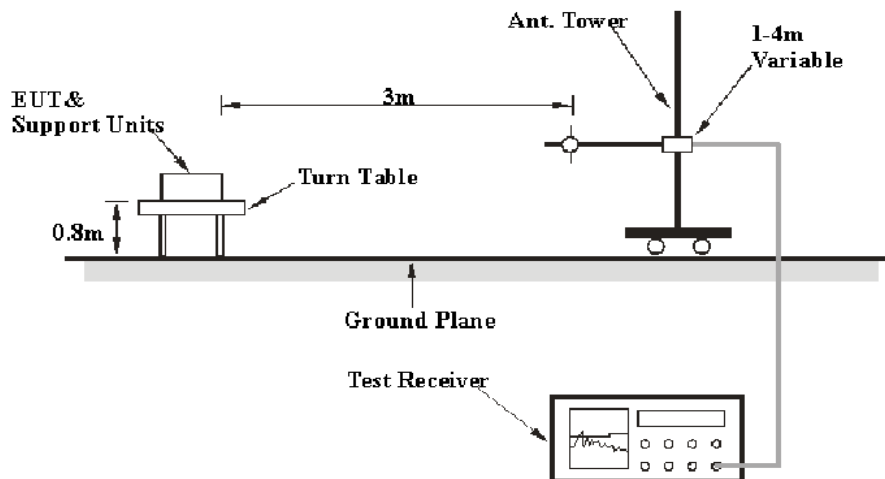 Ant. Tower
1-4m
Variable
3m
EUT &
Support Units
Turn Table
0.8m
Ground Plane
Test Receiver